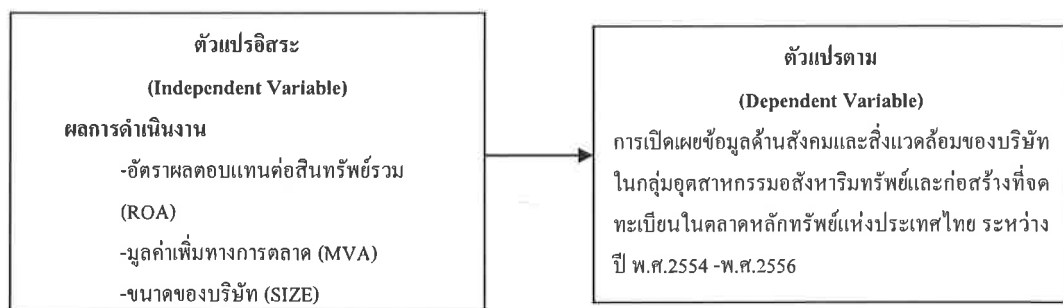 ตัวแปรอิสระ
(Independent Variable)
ผลการดำเนินงาน
-อัตราผลตอบแทนต่อสินทรัพย์รวม
(ROA)
-มูลค่าเพิ่มทางการตลาด (MVA)
-ขนาดของบริษัท (SIZE)
ตัวแปรตาม
(Dependent Variable)
การเปิดเผยข้อมูลด้านสังคมและสิ่งแวดล้อมของบริษัท
ในกลุ่มอุตสาหกรรมอสังหาริมทรัพย์และก่อสร้างที่จด
ทะเบียนในตลาดหลักทรัพย์แห่งประเทศไทย ระหว่าง
ปี พ.ศ.2554 -พ.ศ.2556